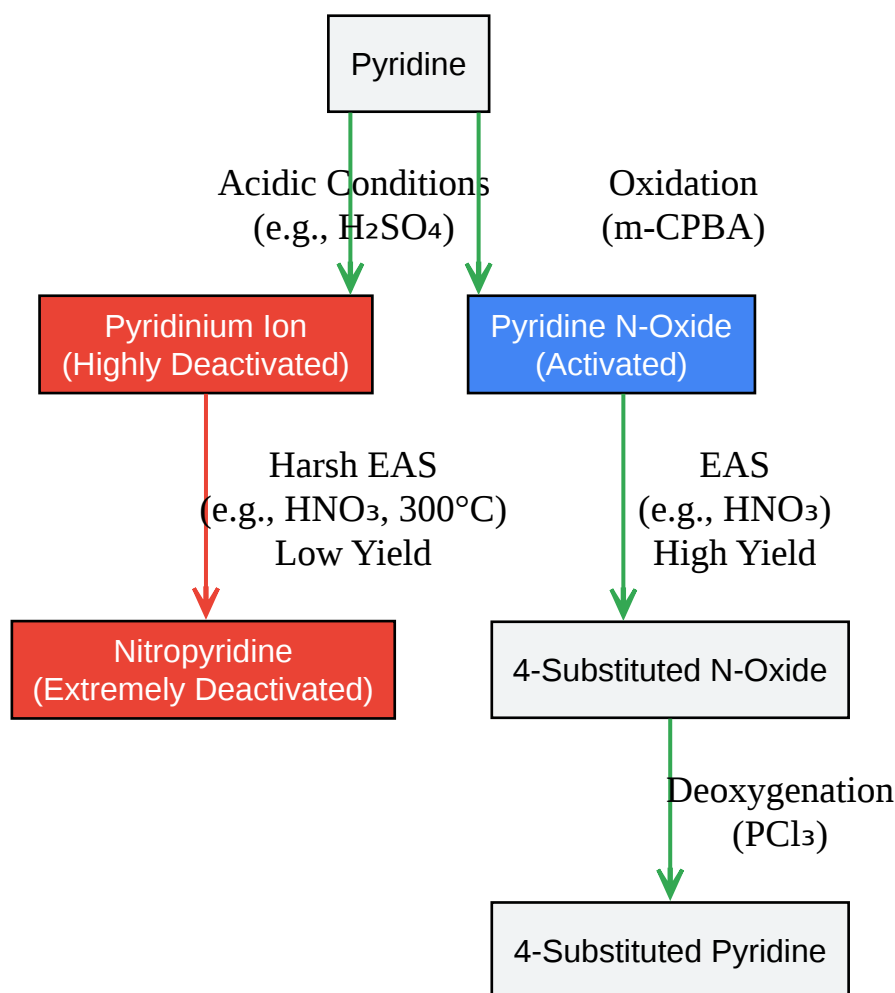 Pyridine
Acidic Conditions
(e.g., H₂SO₄)
Oxidation
(m-CPBA)
Pyridinium Ion
(Highly Deactivated)
Pyridine N-Oxide
(Activated)
Harsh EAS
(e.g., HNO₃, 300°C)
Low Yield
EAS
(e.g., HNO₃)
High Yield
Nitropyridine
(Extremely Deactivated)
4-Substituted N-Oxide
Deoxygenation
(PCl₃)
4-Substituted Pyridine